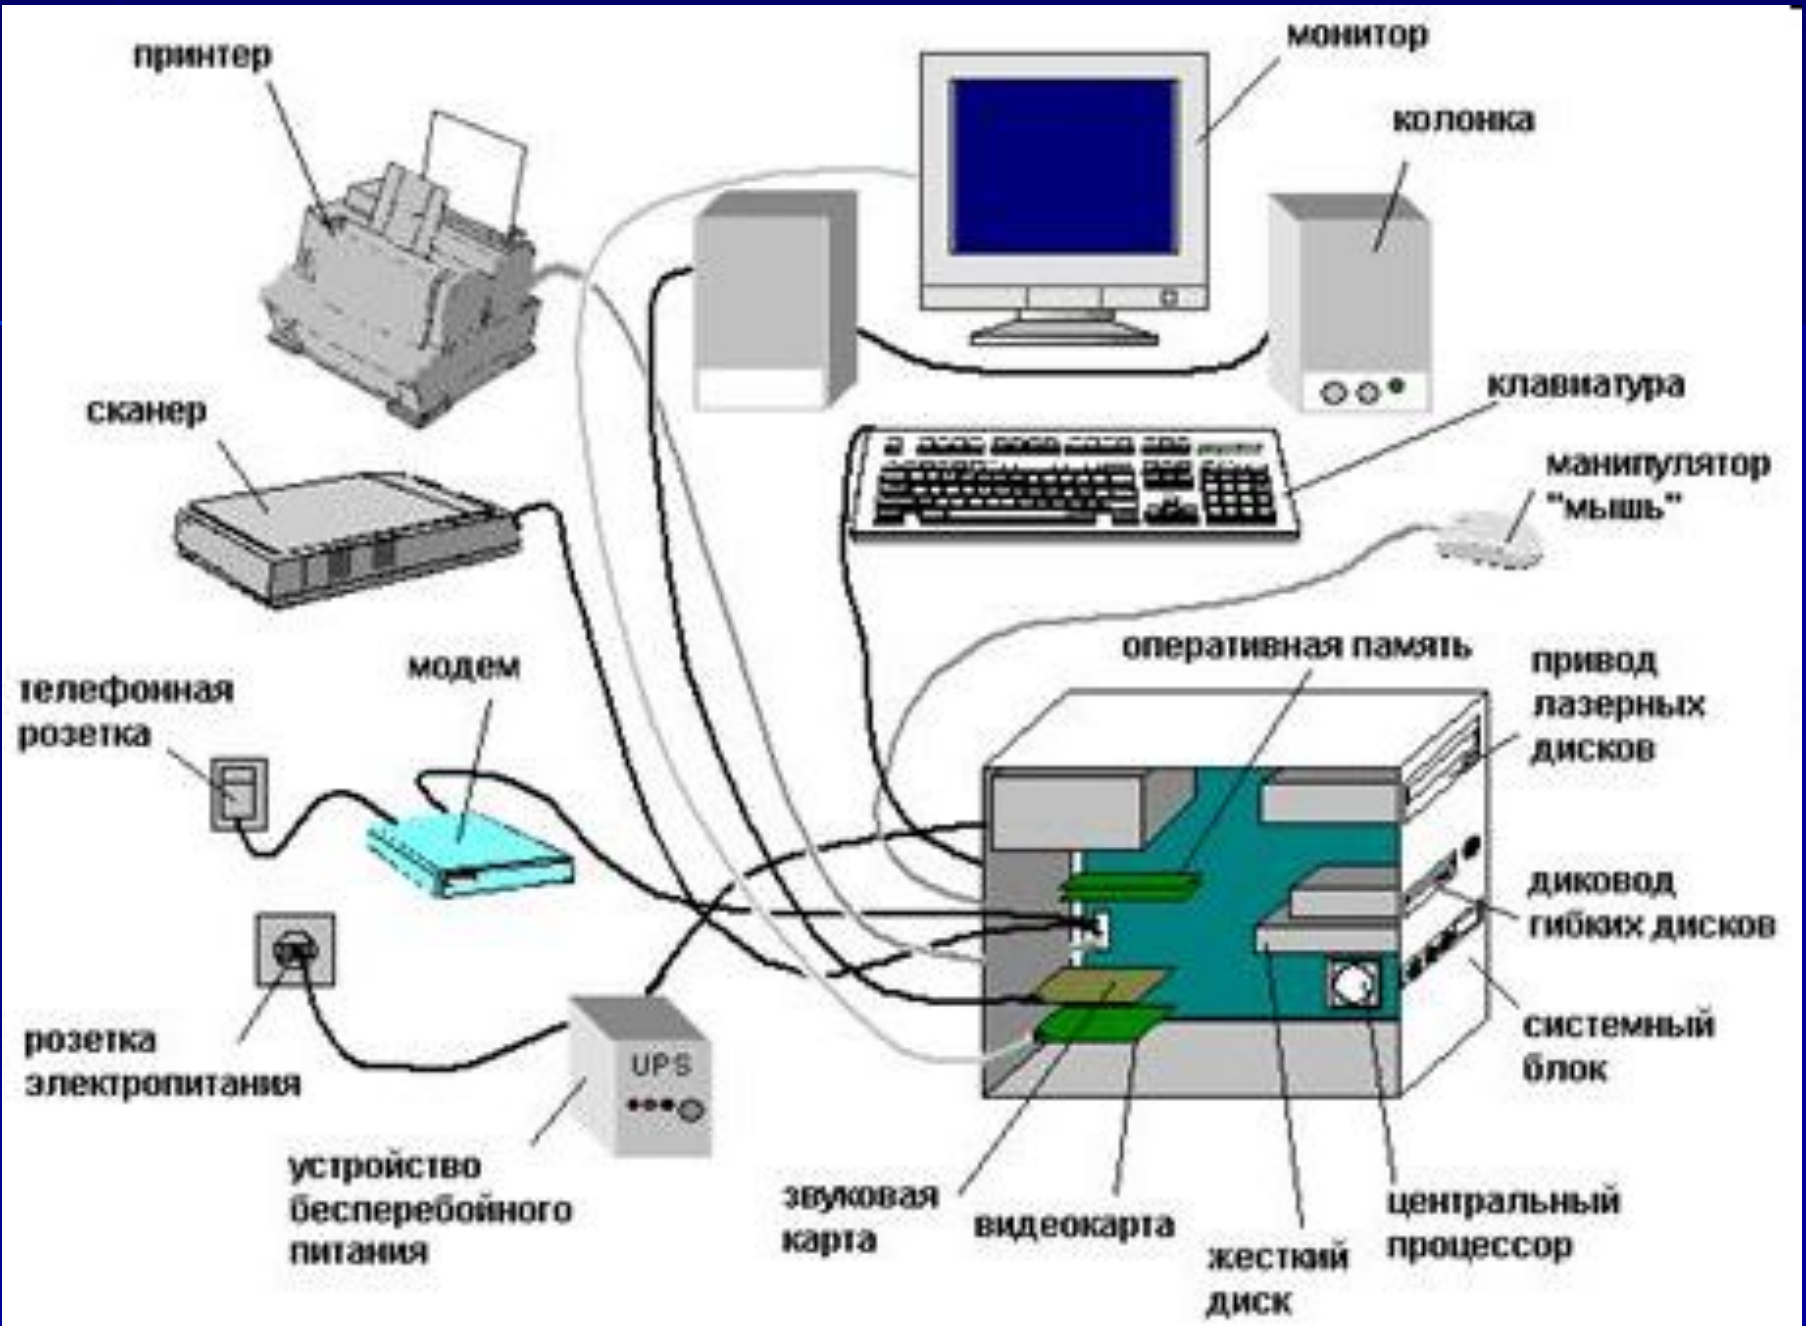 принтер
монитор
колонка
сканер
клавиатура
манипулятор
"мышь"
оперативная память
привод
лазерных
дисков
модем
телефонная
розетка
диковод
гибких дисков
системный
блок
розетка
электропитания
UPS
устройство
бесперебойного
питания
звуковая
карта
видеокарта
жесткий
диск
центральный
процессор